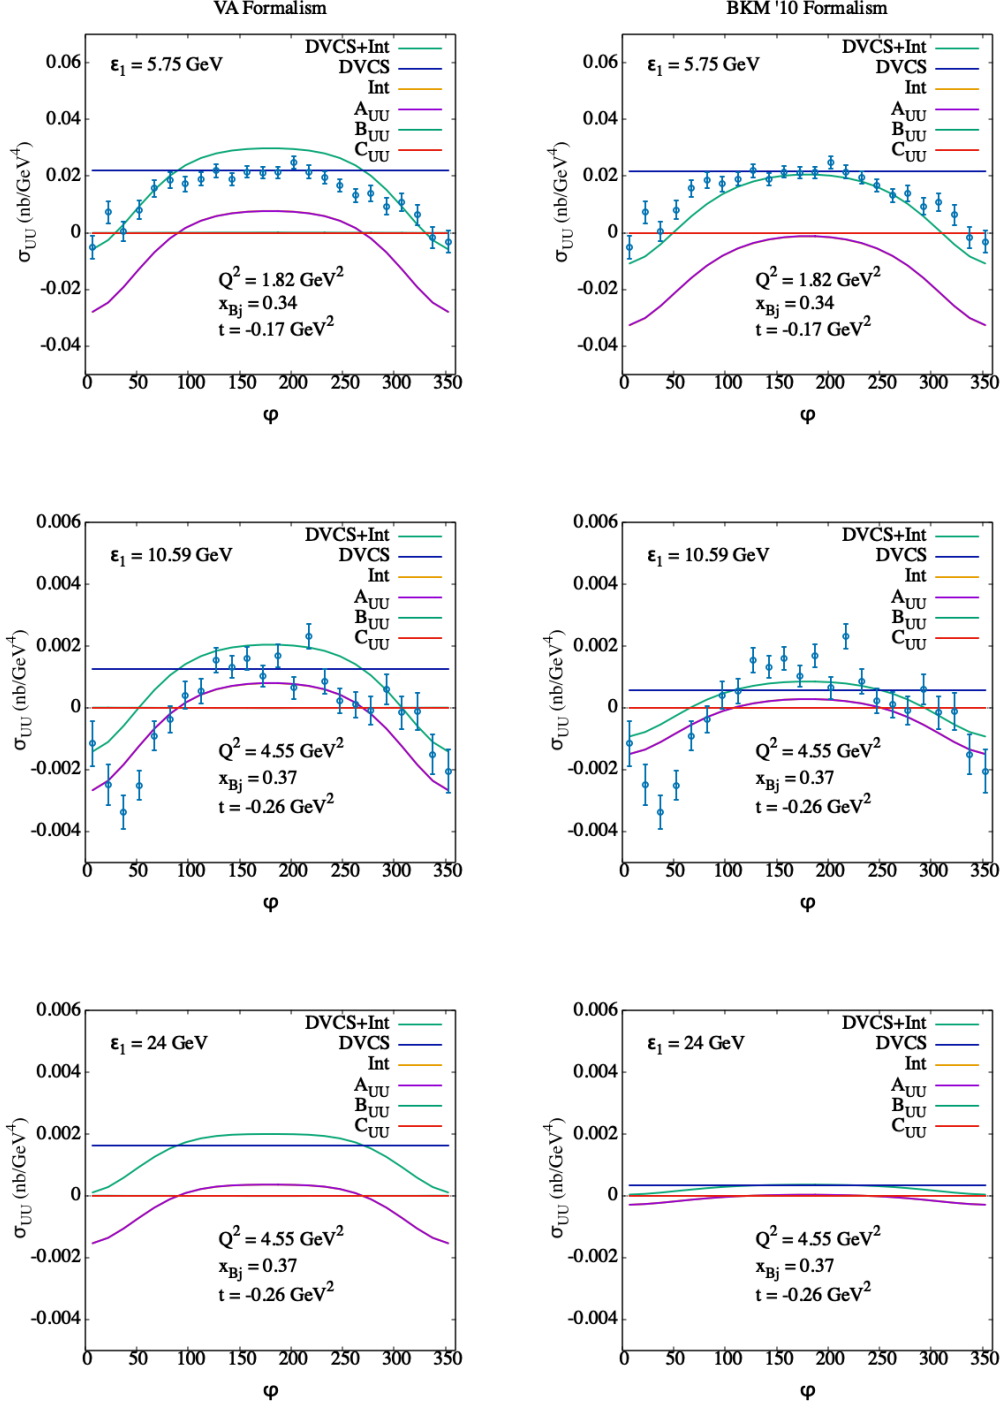 VA Formalism
0.06
0.04
0.02
0
-0.02
-0.04
σUU (nb/GeV⁴)
ε₁ = 5.75 GeV
DVCS+Int
DVCS
Int
AUU
BUU
CUU
Q² = 1.82 GeV²
xBj = 0.34
t = -0.17 GeV²
0 50 100 150 200 250 300 350
φ
BKM '10 Formalism
0.06
0.04
0.02
0
-0.02
-0.04
σUU (nb/GeV⁴)
ε₁ = 5.75 GeV
DVCS+Int
DVCS
Int
AUU
BUU
CUU
Q² = 1.82 GeV²
xBj = 0.34
t = -0.17 GeV²
0 50 100 150 200 250 300 350
φ
0.006
0.004
0.002
0
-0.002
-0.004
σUU (nb/GeV⁴)
ε₁ = 10.59 GeV
DVCS+Int
DVCS
Int
AUU
BUU
CUU
Q² = 4.55 GeV²
xBj = 0.37
t = -0.26 GeV²
0 50 100 150 200 250 300 350
φ
0.006
0.004
0.002
0
-0.002
-0.004
σUU (nb/GeV⁴)
ε₁ = 10.59 GeV
DVCS+Int
DVCS
Int
AUU
BUU
CUU
Q² = 4.55 GeV²
xBj = 0.37
t = -0.26 GeV²
0 50 100 150 200 250 300 350
φ
0.006
0.004
0.002
0
-0.002
-0.004
σUU (nb/GeV⁴)
ε₁ = 24 GeV
DVCS+Int
DVCS
Int
AUU
BUU
CUU
Q² = 4.55 GeV²
xBj = 0.37
t = -0.26 GeV²
0 50 100 150 200 250 300 350
φ
0.006
0.004
0.002
0
-0.002
-0.004
σUU (nb/GeV⁴)
ε₁ = 24 GeV
DVCS+Int
DVCS
Int
AUU
BUU
CUU
Q² = 4.55 GeV²
xBj = 0.37
t = -0.26 GeV²
0 50 100 150 200 250 300 350
φ